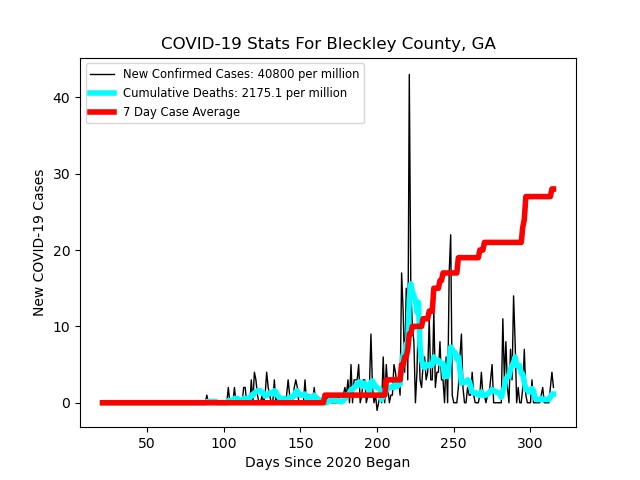 COVID-19 Stats For Bleckley County, GA
New Confirmed Cases: 40800 per million
Cumulative Deaths: 2175.1 per million
7 Day Case Average
New COVID-19 Cases
40
30
20
10
0
50 100 150 200 250 300
Days Since 2020 Began